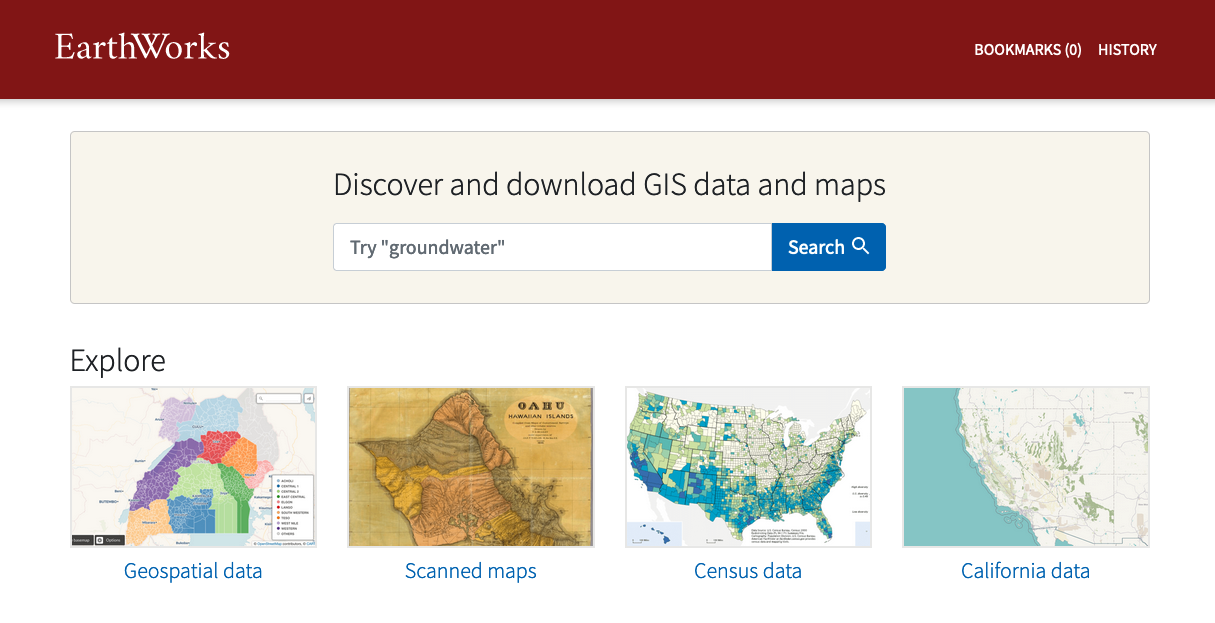 EarthWorks
BOOKMARKS (0) HISTORY
Discover and download GIS data and maps
Try "groundwater"
Search
Explore
OAHU
HAWAIIAN ISLANDS
ACHOLI
CENTRAL 1
CENTRAL 2
EAST CENTRAL
ELGON
LANGO
SOUTH WESTERN
TESO
WEST NILE
WESTERN
OTHERS
Options
Geospatial data
Scanned maps
Census data
California data